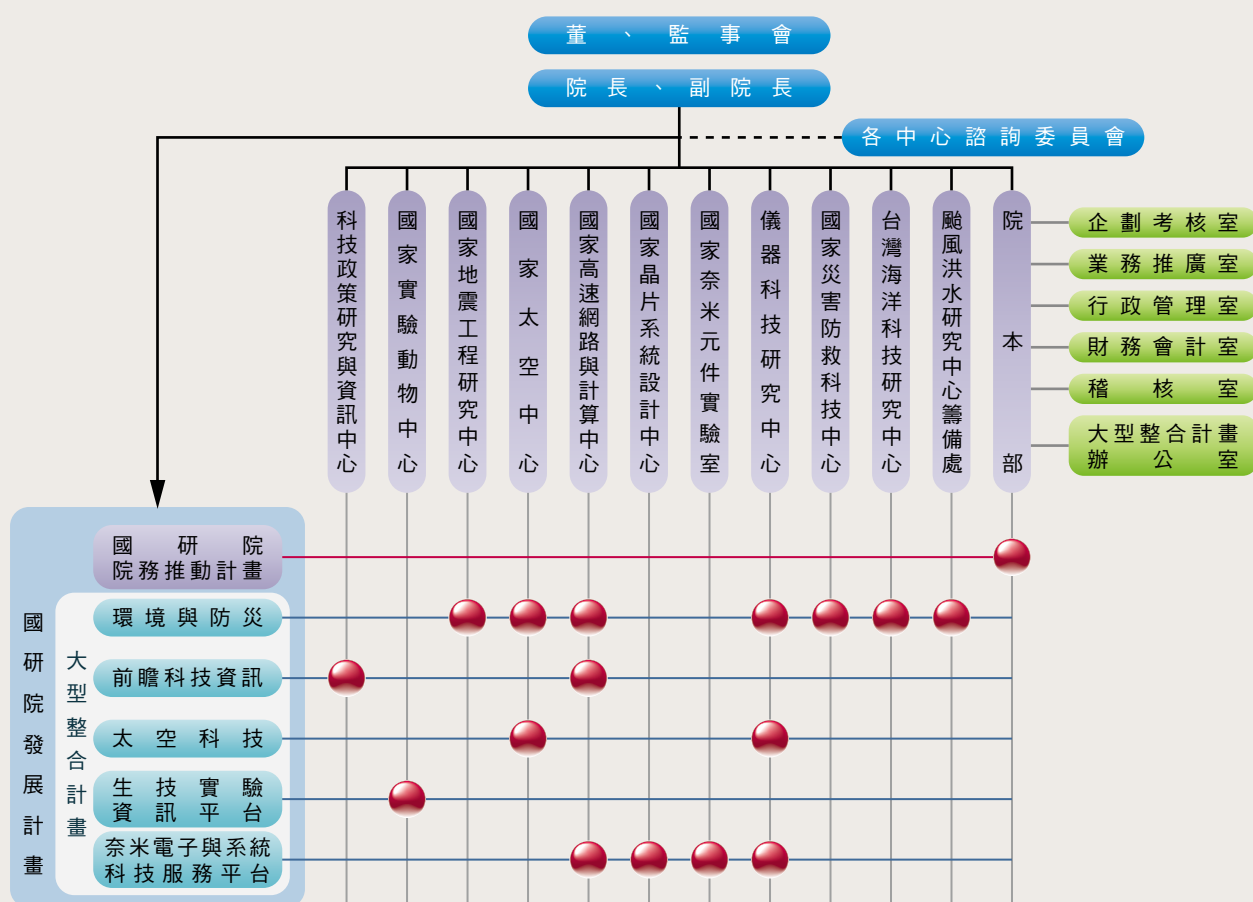 董、監事會
院長、副院長
各中心諮詢委員會
科技政策研究與資訊中心
國家實驗動物中心
國家地震工程研究中心
國家太空中心
國家高速網路與計算中心
國家晶片系統設計中心
國家奈米元件實驗室
儀器科技研究中心
國家災害防救科技中心
台灣海洋科技研究中心
颱風洪水研究中心籌備處
院本部
企劃考核室
業務推廣室
行政管理室
財務會計室
稽核室
大型整合計畫
辦公室
國研院發展計畫
國研院
院務推動計畫
大型整合計畫
環境與防災
前瞻科技資訊
太空科技
生技實驗
資訊平台
奈米電子與系統
科技服務平台